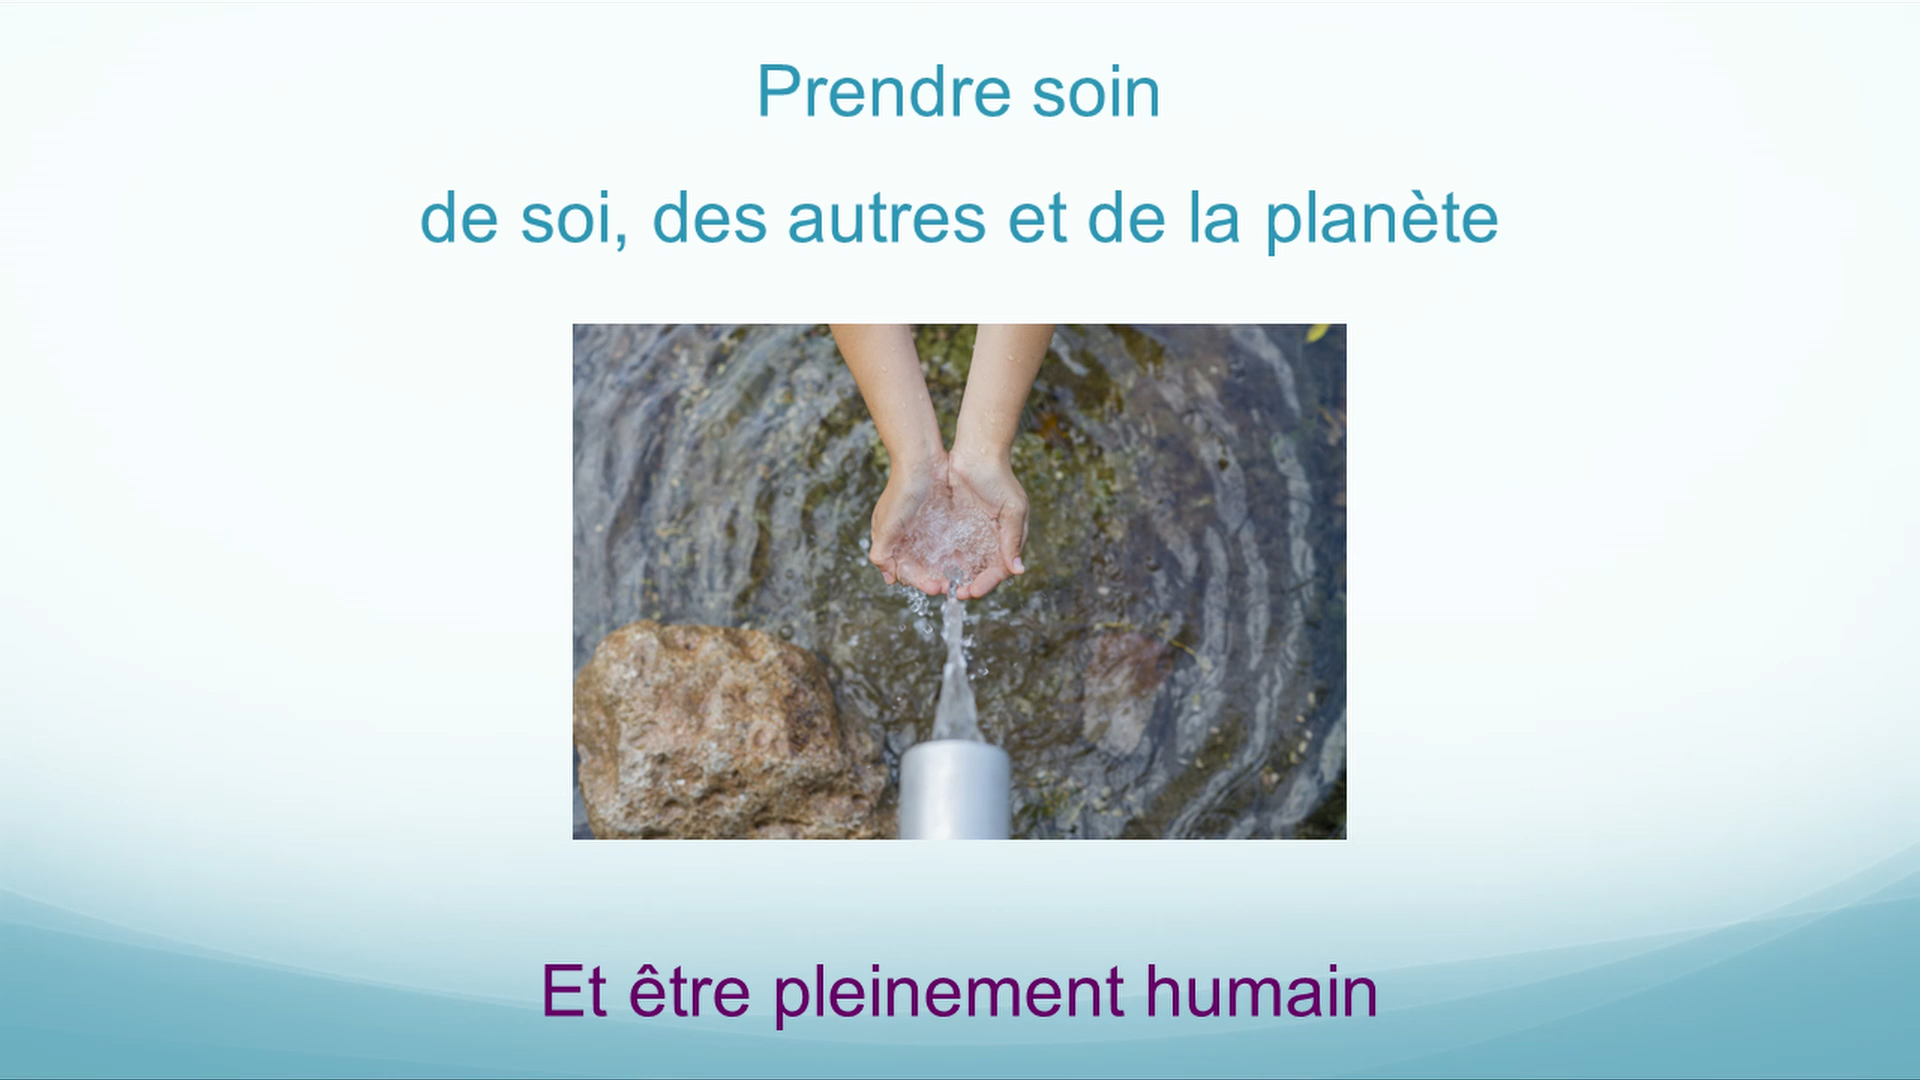 Prendre soin
de soi, des autres et de la planète
Et être pleinement humain